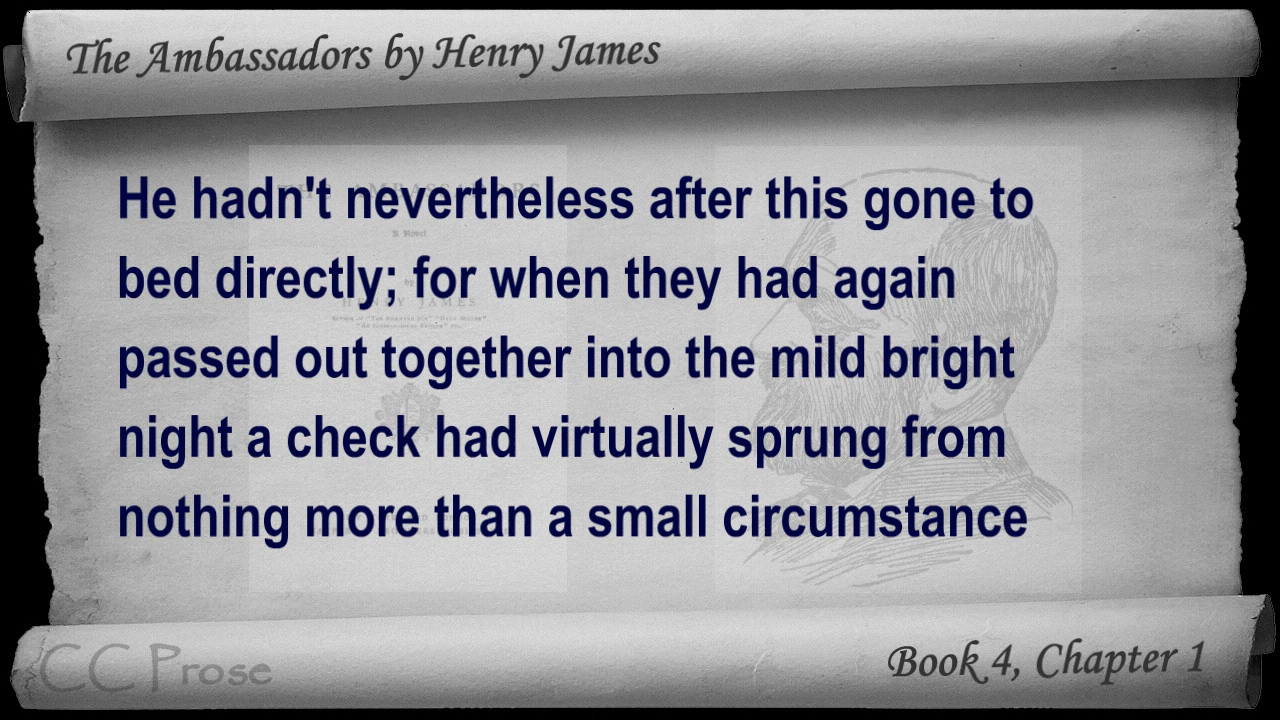 The Ambassadors by Henry James
He hadn't nevertheless after this gone to
bed directly; for when they had again
passed out together into the mild bright
night a check had virtually sprung from
nothing more than a small circumstance
CC Prose
Book 4, Chapter 1